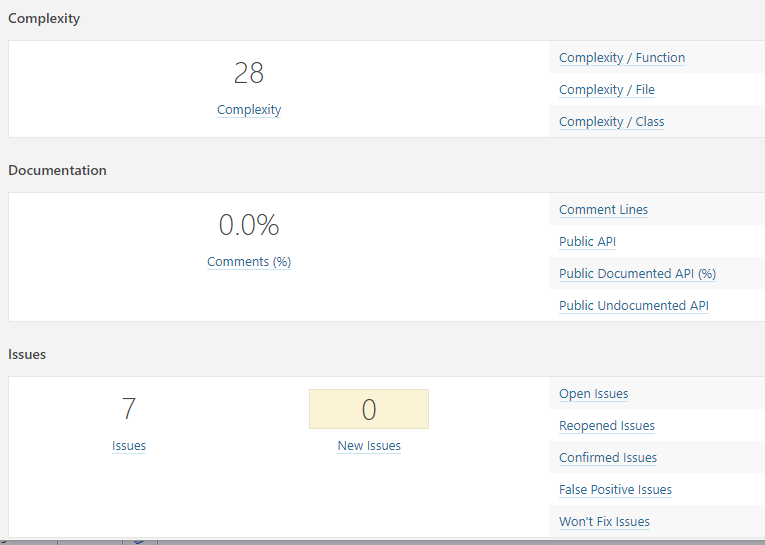 Complexity
28
Complexity
Complexity / Function
Complexity / File
Complexity / Class
Documentation
0.0%
Comments (%)
Comment Lines
Public API
Public Documented API (%)
Public Undocumented API
Issues
7
Issues
0
New Issues
Open Issues
Reopened Issues
Confirmed Issues
False Positive Issues
Won't Fix Issues